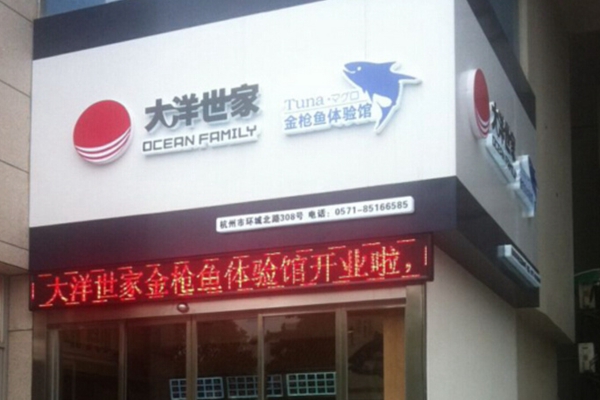 大洋世家
OCEAN FAMILY
Tuna·マグロ
金枪鱼体验馆
杭州市环城北路308号 电话：0571-85166585
大洋世家金枪鱼体验馆开业啦，